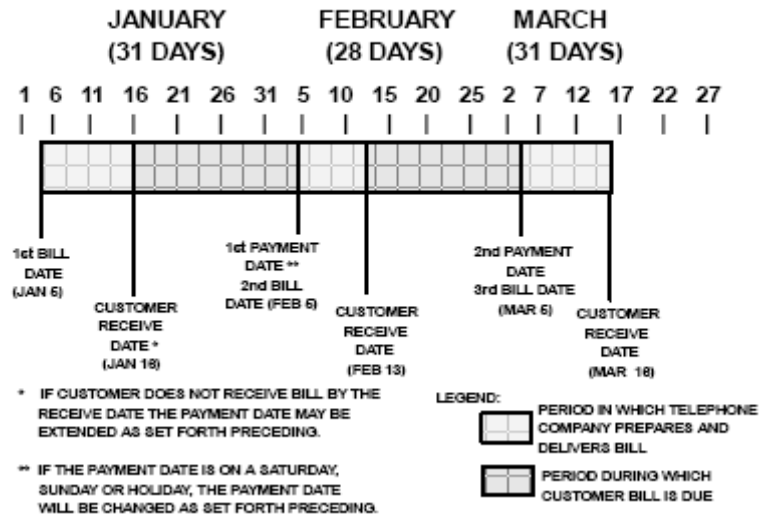 JANUARY FEBRUARY MARCH
(31 DAYS) (28 DAYS) (31 DAYS)
1 6 11 16 21 26 31 5 10 15 20 25 2 7 12 17 22 27
1st BILL
DATE
(JAN 5)
CUSTOMER
RECEIVE
DATE *
(JAN 16)
1st PAYMENT
DATE **
2nd BILL
DATE (FEB 5)
CUSTOMER
RECEIVE
DATE
(FEB 13)
2nd PAYMENT
DATE
3rd BILL DATE
(MAR 5)
CUSTOMER
RECEIVE
DATE
(MAR 16)
* IF CUSTOMER DOES NOT RECEIVE BILL BY THE
RECEIVE DATE THE PAYMENT DATE MAY BE
EXTENDED AS SET FORTH PRECEDING.
** IF THE PAYMENT DATE IS ON A SATURDAY,
SUNDAY OR HOLIDAY, THE PAYMENT DATE
WILL BE CHANGED AS SET FORTH PRECEDING.
LEGEND:
PERIOD IN WHICH TELEPHONE
COMPANY PREPARES AND
DELIVERS BILL
PERIOD DURING WHICH
CUSTOMER BILL IS DUE